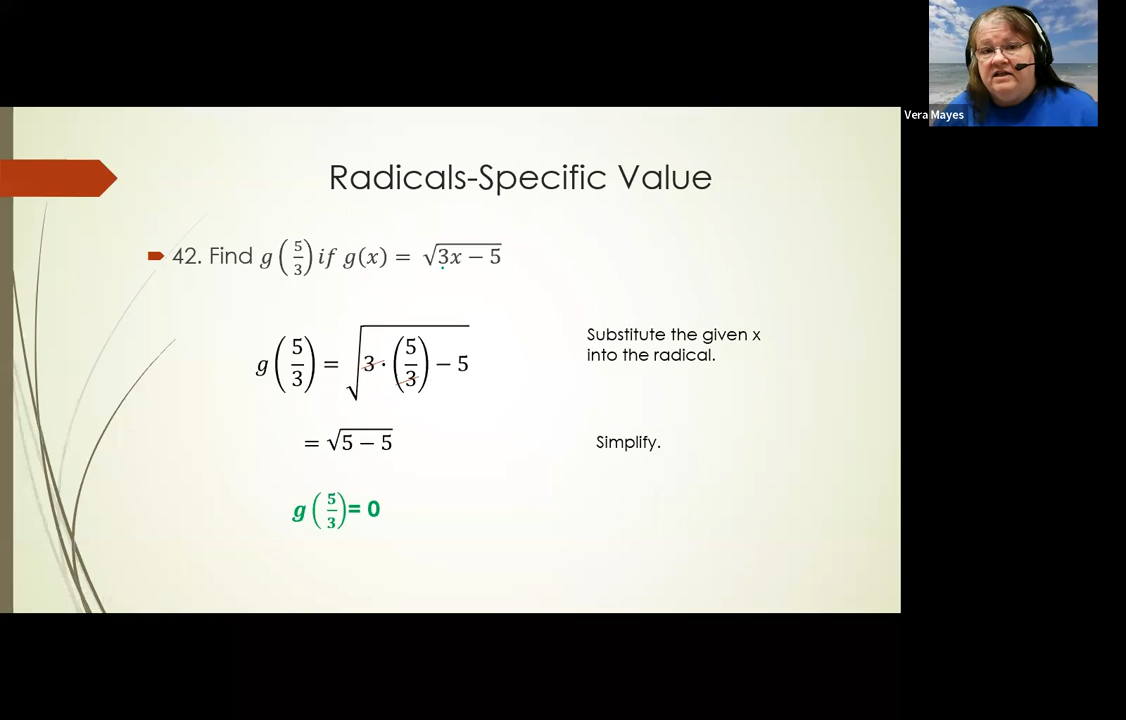 Vera Mayes
Radicals-Specific Value
42. Find g(5/3) if g(x) = √(3x − 5)
g(5/3) = √(3 · (5/3) − 5)
Substitute the given x
into the radical.
= √(5 − 5)
Simplify.
g(5/3)= 0